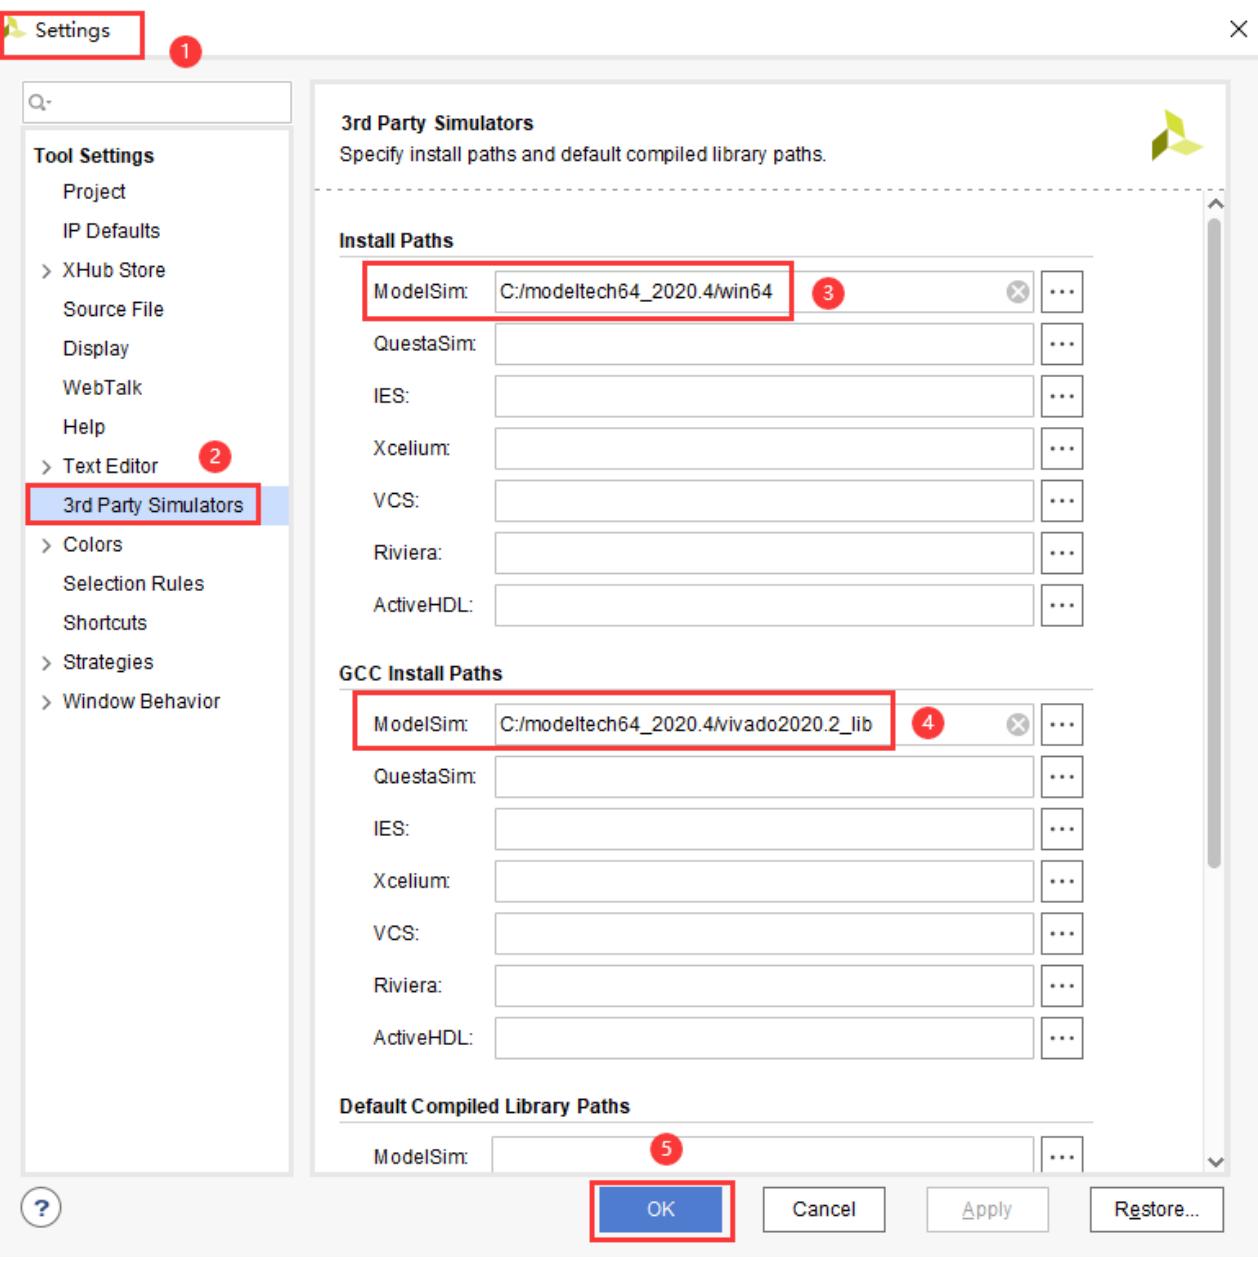 Settings
1
Tool Settings
Project
IP Defaults
XHub Store
Source File
Display
WebTalk
Help
Text Editor
2
3rd Party Simulators
Colors
Selection Rules
Shortcuts
Strategies
Window Behavior
3rd Party Simulators
Specify install paths and default compiled library paths.
Install Paths
ModelSim: C:/modeltech64_2020.4/win64 3 ...
QuestaSim: ...
IES: ...
Xcelium: ...
VCS: ...
Riviera: ...
ActiveHDL: ...
GCC Install Paths
ModelSim: C:/modeltech64_2020.4/vivado2020.2_lib 4 ...
QuestaSim: ...
IES: ...
Xcelium: ...
VCS: ...
Riviera: ...
ActiveHDL: ...
Default Compiled Library Paths
ModelSim: 5 ...
? OK Cancel Apply Restore...